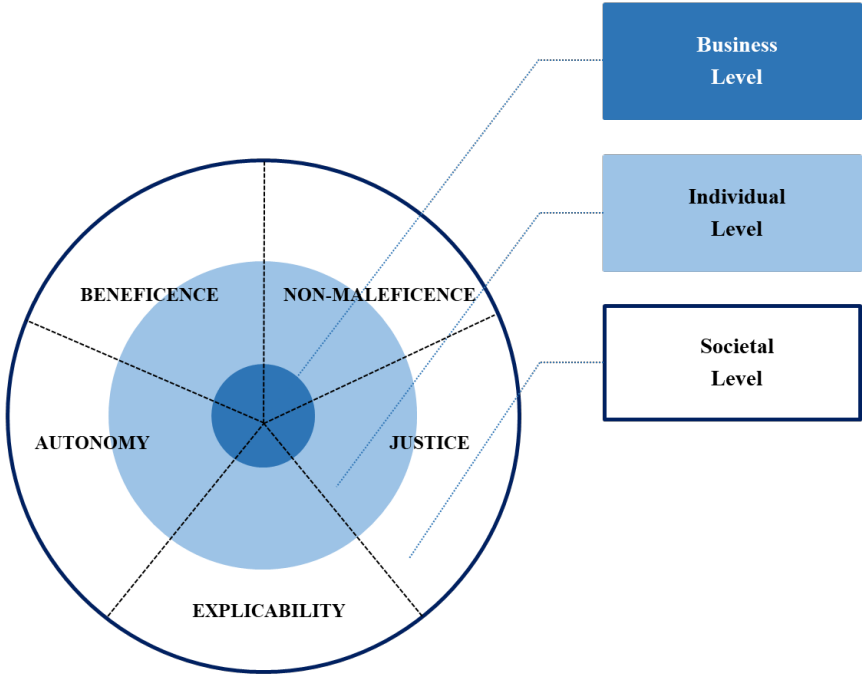 Business
Level
Individual
Level
BENEFICENCE
NON-MALEFICENCE
Societal
Level
AUTONOMY
JUSTICE
EXPLICABILITY